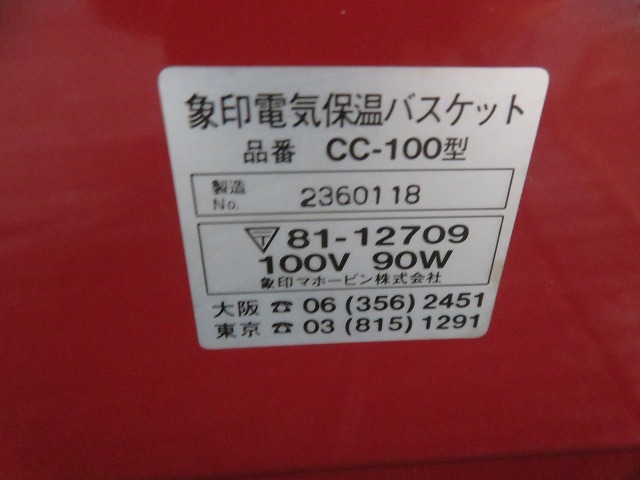 象印電気保温バスケット
品番 CC-100型
製造
No. 2360118
〒 81-12709
100V 90W
象印マホービン株式会社
大阪 ☎ 06 (356) 2451
東京 ☎ 03 (815) 1291